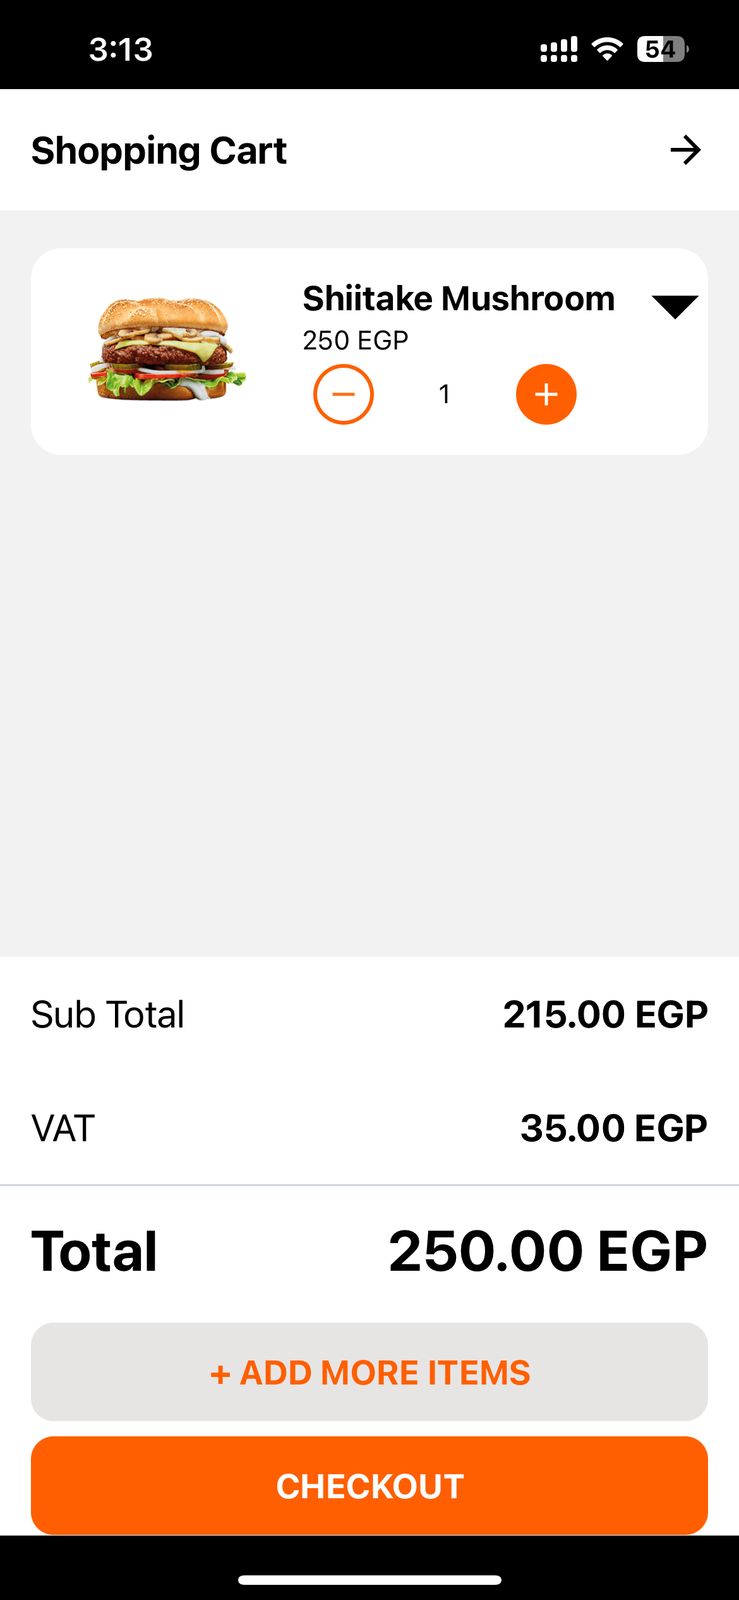 3:13
54
Shopping Cart
Shiitake Mushroom
250 EGP
1
Sub Total 215.00 EGP
VAT 35.00 EGP
Total 250.00 EGP
+ ADD MORE ITEMS
CHECKOUT